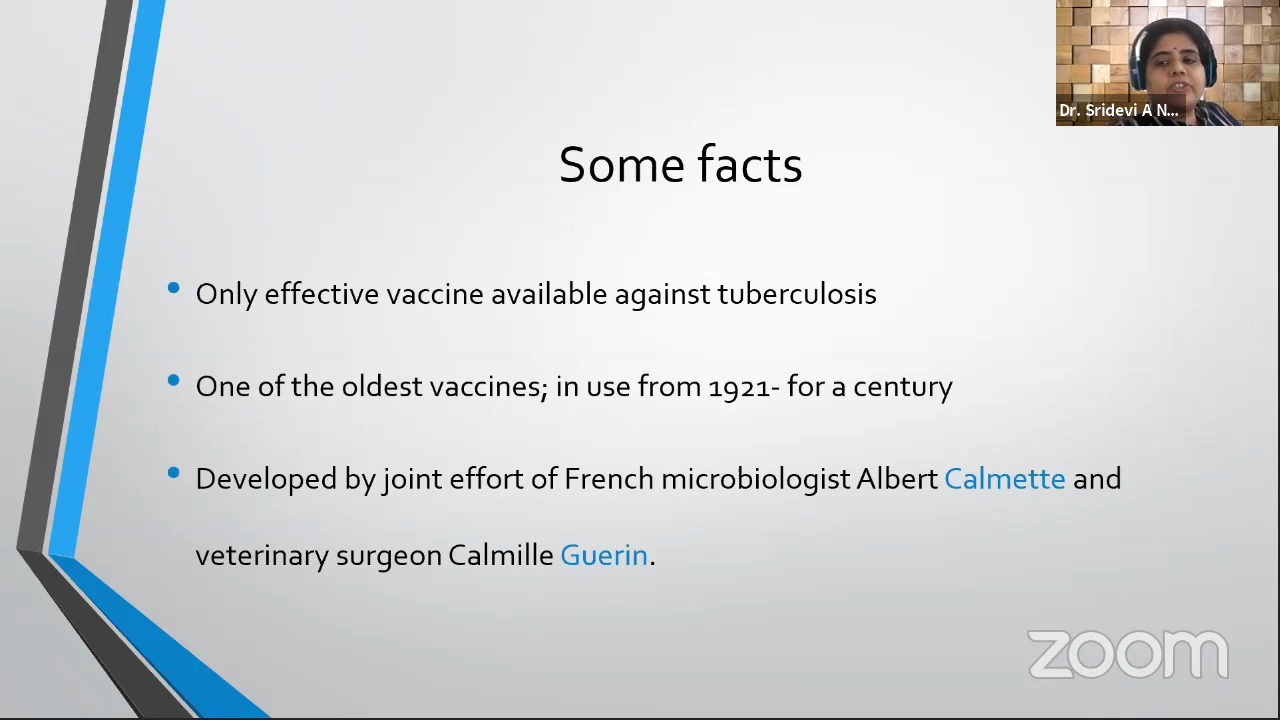 Dr. Sridevi A N...
Some facts
• Only effective vaccine available against tuberculosis
• One of the oldest vaccines; in use from 1921- for a century
• Developed by joint effort of French microbiologist Albert Calmette and
veterinary surgeon Calmille Guerin.
zoom